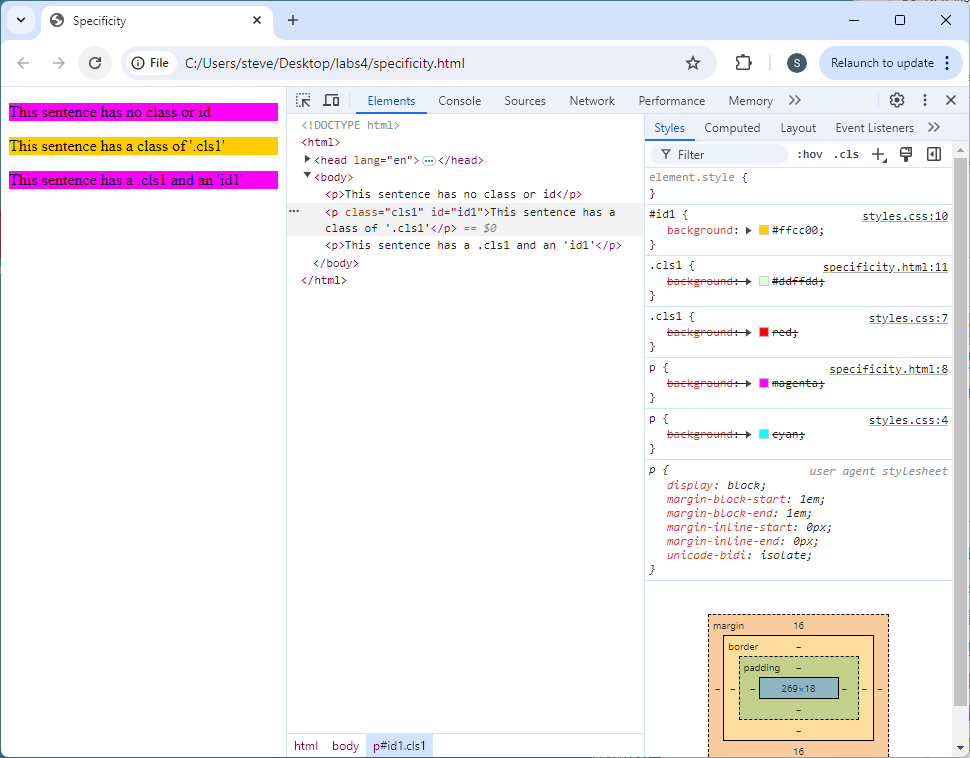 Specificity
File C:/Users/steve/Desktop/labs4/specificity.html S Relaunch to update
This sentence has no class or id
This sentence has a class of '.cls1'
This sentence has a .cls1 and an 'id1'
Elements Console Sources Network Performance Memory
<!DOCTYPE html>
<html>
<head lang="en"> … </head>
<body>
<p>This sentence has no class or id</p>
<p class="cls1" id="id1">This sentence has a
class of '.cls1'</p> == $0
<p>This sentence has a .cls1 and an 'id1'</p>
</body>
</html>
html body p#id1.cls1
Styles Computed Layout Event Listeners
Filter :hov .cls
element.style {
}
#id1 { styles.css:10
background: #ffcc00;
}
.cls1 { specificity.html:11
background: #ddffdd;
}
.cls1 { styles.css:7
background: red;
}
p { specificity.html:8
background: magenta;
}
p { styles.css:4
background: cyan;
}
p { user agent stylesheet
display: block;
margin-block-start: 1em;
margin-block-end: 1em;
margin-inline-start: 0px;
margin-inline-end: 0px;
unicode-bidi: isolate;
}
margin 16
border –
padding –
– – – 269×18 – – –
–
–
16